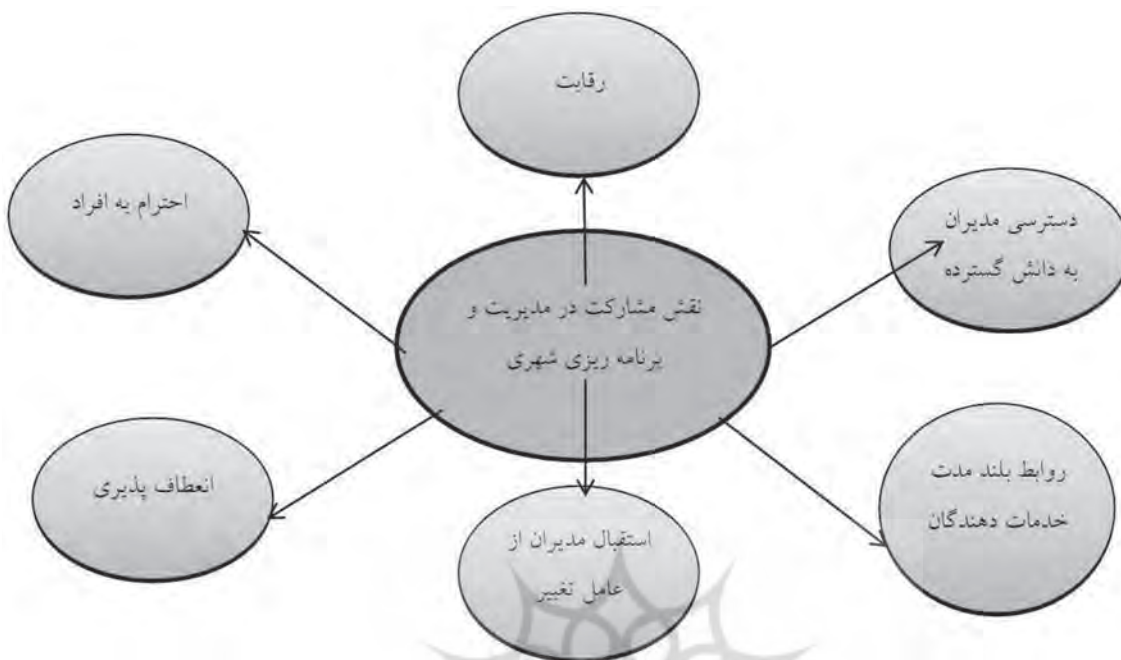 رقابت
احترام به افراد
دسترسی مدیران
به دانش گسترده
نقش مشارکت در مدیریت و
برنامه ریزی شهری
انعطاف پذیری
روابط بلند مدت
خدمات دهندگان
استقبال مدیران از
عامل تغییر